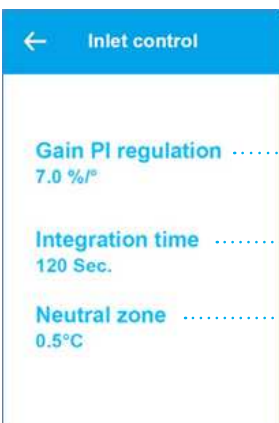 Inlet control
Gain PI regulation
7.0 %/°
Integration time
120 Sec.
Neutral zone
0.5°C